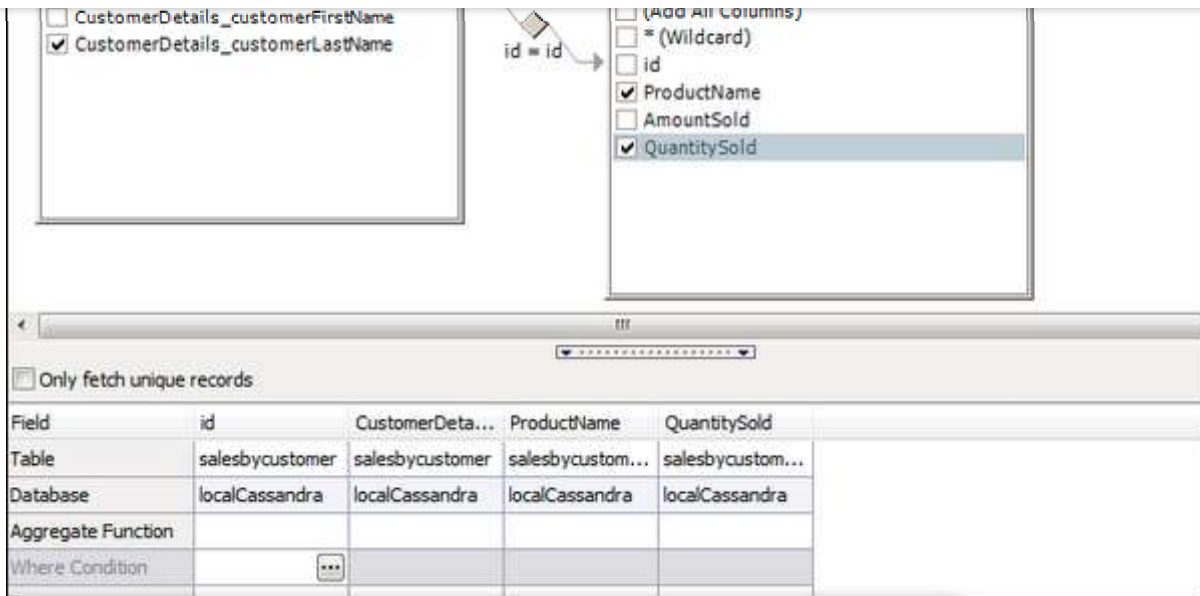 CustomerDetails_customerFirstName
CustomerDetails_customerLastName
id = id
(Add All Columns)
* (Wildcard)
id
ProductName
AmountSold
QuantitySold
Only fetch unique records
Field id CustomerDeta... ProductName QuantitySold
Table salesbycustomer salesbycustomer salesbycustom... salesbycustom...
Database localCassandra localCassandra localCassandra localCassandra
Aggregate Function
Where Condition ...